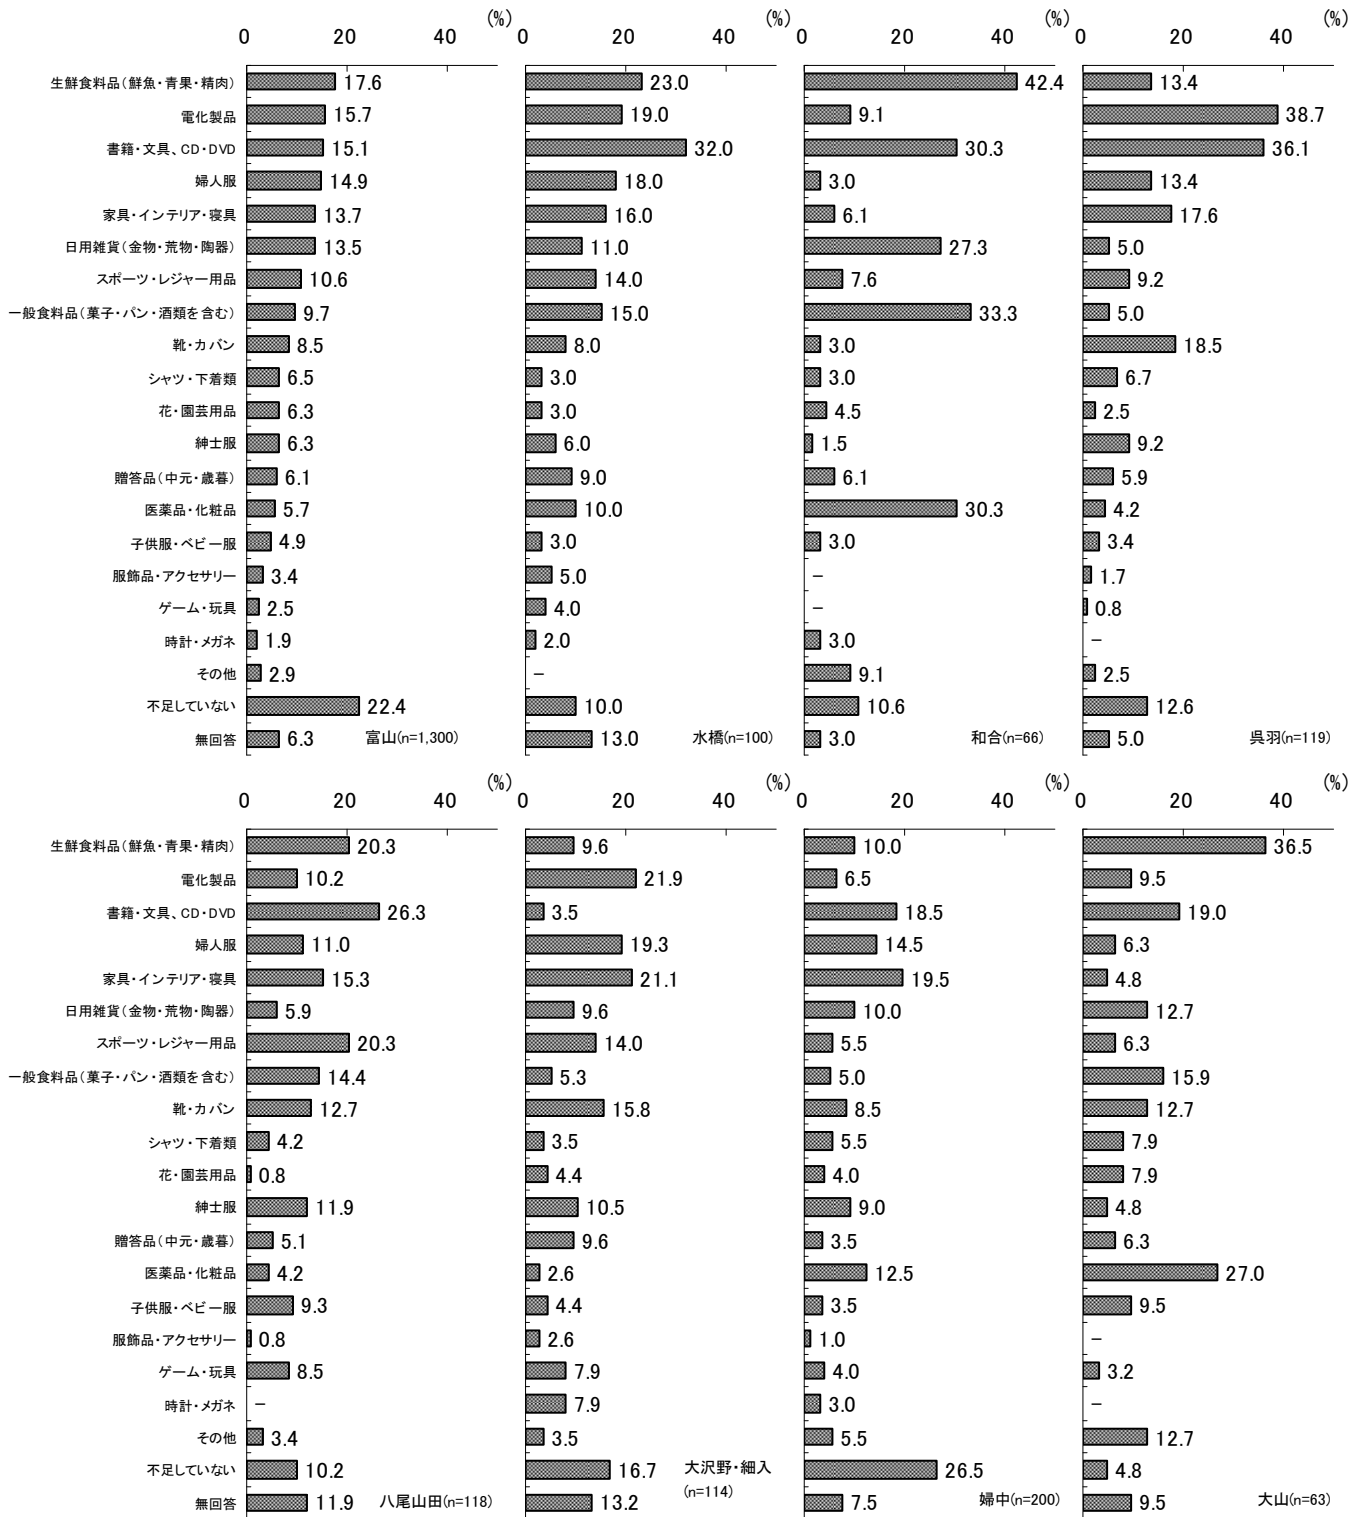 (%) (%) (%) (%)
0 20 40 0 20 40 0 20 40 0 20 40
生鮮食料品(鮮魚・青果・精肉) 17.6 23.0 42.4 13.4
電化製品 15.7 19.0 9.1 38.7
書籍・文具、CD・DVD 15.1 32.0 30.3 36.1
婦人服 14.9 18.0 3.0 13.4
家具・インテリア・寝具 13.7 16.0 6.1 17.6
日用雑貨(金物・荒物・陶器) 13.5 11.0 27.3 5.0
スポーツ・レジャー用品 10.6 14.0 7.6 9.2
一般食料品(菓子・パン・酒類を含む) 9.7 15.0 33.3 5.0
靴・カバン 8.5 8.0 3.0 18.5
シャツ・下着類 6.5 3.0 3.0 6.7
花・園芸用品 6.3 3.0 4.5 2.5
紳士服 6.3 6.0 1.5 9.2
贈答品(中元・歳暮) 6.1 9.0 6.1 5.9
医薬品・化粧品 5.7 10.0 30.3 4.2
子供服・ベビー服 4.9 3.0 3.0 3.4
服飾品・アクセサリー 3.4 5.0 – 1.7
ゲーム・玩具 2.5 4.0 – 0.8
時計・メガネ 1.9 2.0 3.0 –
その他 2.9 – 9.1 2.5
不足していない 22.4 10.0 10.6 12.6
無回答 6.3 富山(n=1,300) 13.0 水橋(n=100) 3.0 和合(n=66) 5.0 呉羽(n=119)
(%) (%) (%) (%)
0 20 40 0 20 40 0 20 40 0 20 40
生鮮食料品(鮮魚・青果・精肉) 20.3 9.6 10.0 36.5
電化製品 10.2 21.9 6.5 9.5
書籍・文具、CD・DVD 26.3 3.5 18.5 19.0
婦人服 11.0 19.3 14.5 6.3
家具・インテリア・寝具 15.3 21.1 19.5 4.8
日用雑貨(金物・荒物・陶器) 5.9 9.6 10.0 12.7
スポーツ・レジャー用品 20.3 14.0 5.5 6.3
一般食料品(菓子・パン・酒類を含む) 14.4 5.3 5.0 15.9
靴・カバン 12.7 15.8 8.5 12.7
シャツ・下着類 4.2 3.5 5.5 7.9
花・園芸用品 0.8 4.4 4.0 7.9
紳士服 11.9 10.5 9.0 4.8
贈答品(中元・歳暮) 5.1 9.6 3.5 6.3
医薬品・化粧品 4.2 2.6 12.5 27.0
子供服・ベビー服 9.3 4.4 3.5 9.5
服飾品・アクセサリー 0.8 2.6 1.0 –
ゲーム・玩具 8.5 7.9 4.0 3.2
時計・メガネ – 7.9 3.0 –
その他 3.4 3.5 5.5 12.7
不足していない 10.2 16.7 大沢野・細入 26.5 4.8
(n=114)
無回答 11.9 八尾山田(n=118) 13.2 7.5 婦中(n=200) 9.5 大山(n=63)